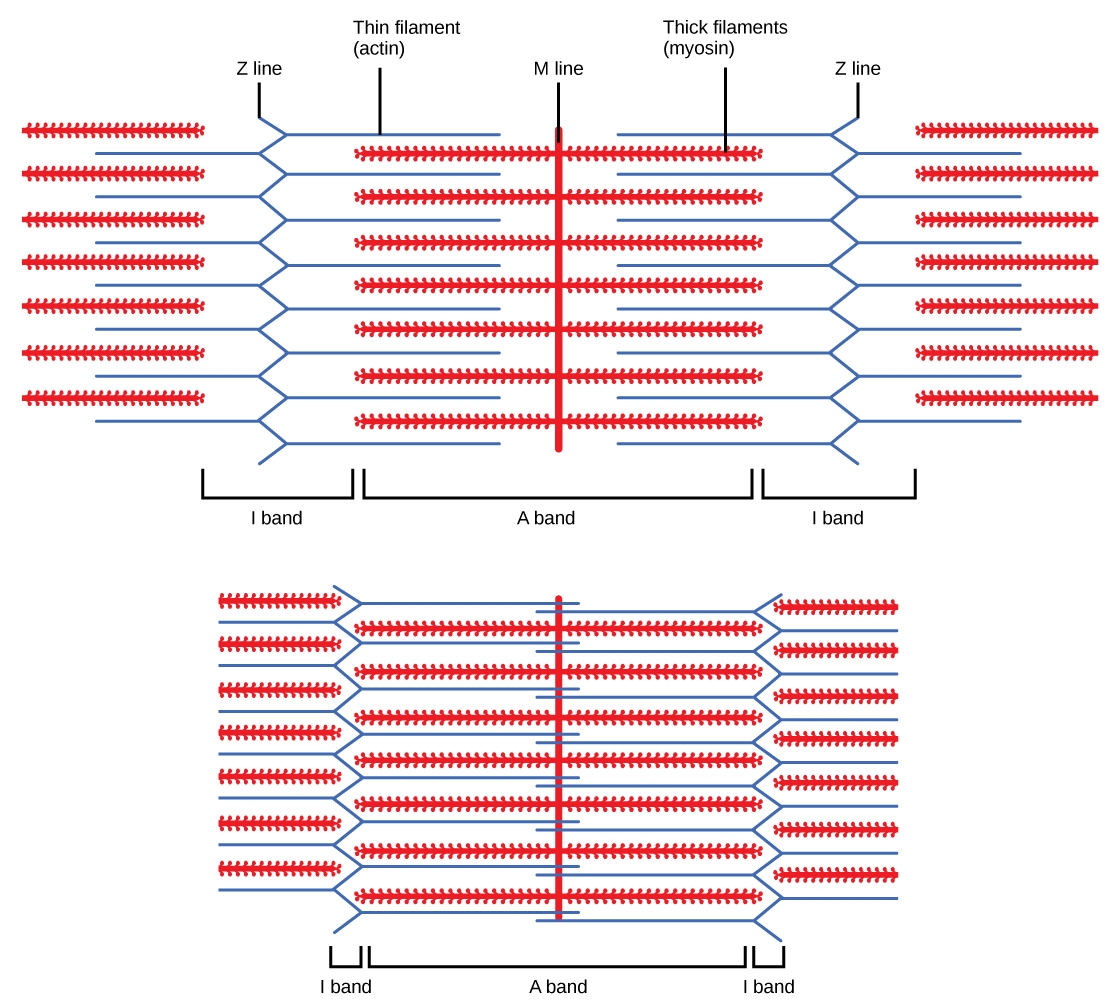 Thin filament
(actin)
Thick filaments
(myosin)
Z line
M line
Z line
I band
A band
I band
I band
A band
I band